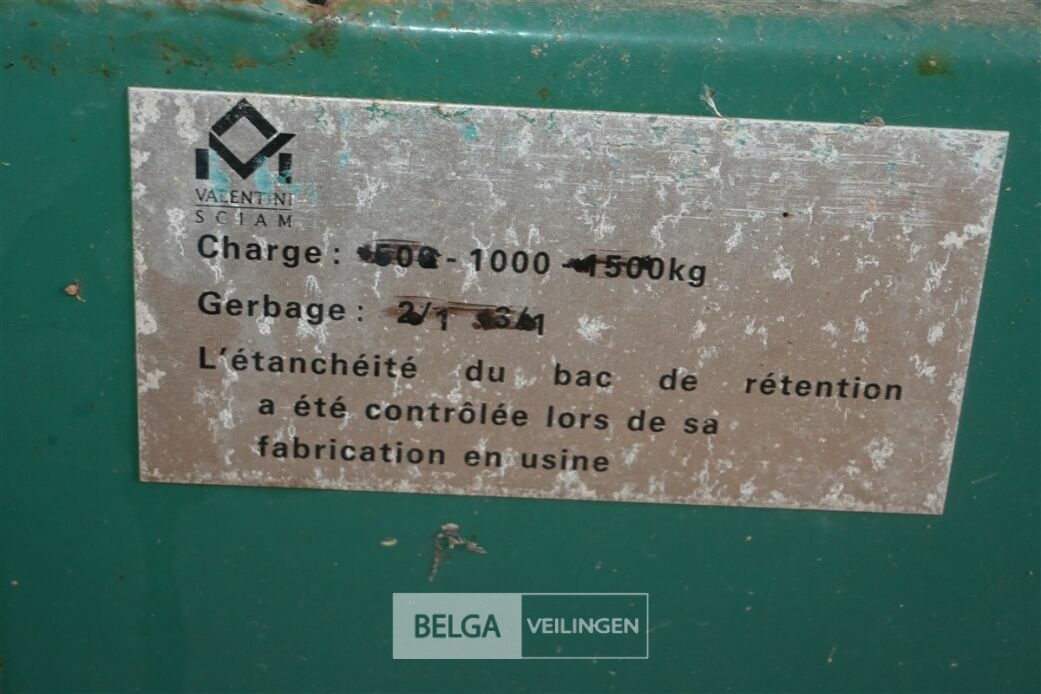 VALENTINI
SCIAM
Charge : 500 - 1000 - 1500kg
Gerbage : 2/1 3/1
L'étanchéité du bac de rétention
a été contrôlée lors de sa
fabrication en usine
BELGA VEILINGEN